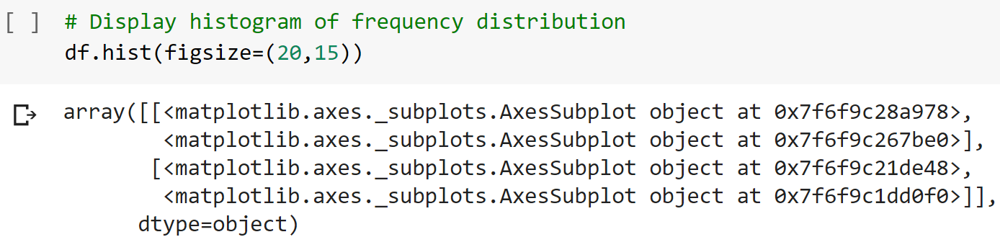 [ ] # Display histogram of frequency distribution
df.hist(figsize=(20,15))
array([[<matplotlib.axes._subplots.AxesSubplot object at 0x7f6f9c28a978>,
<matplotlib.axes._subplots.AxesSubplot object at 0x7f6f9c267be0>],
[<matplotlib.axes._subplots.AxesSubplot object at 0x7f6f9c21de48>,
<matplotlib.axes._subplots.AxesSubplot object at 0x7f6f9c1dd0f0>]],
dtype=object)